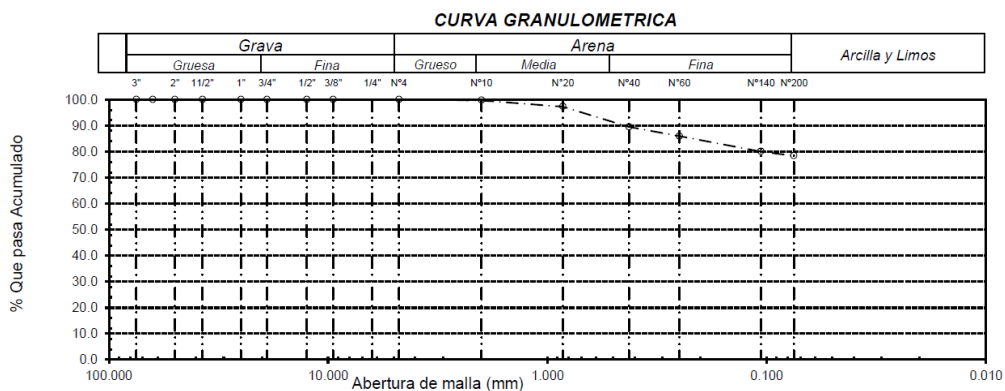 CURVA GRANULOMETRICA
Grava Arena Arcilla y Limos
Gruesa Fina Grueso Media Fina
3" 2" 11/2" 1" 3/4" 1/2" 3/8" 1/4" Nº4 Nº10 Nº20 Nº40 Nº60 Nº140 Nº200
100.0
90.0
80.0
70.0
60.0
50.0
40.0
30.0
20.0
10.0
0.0
% Que pasa Acumulado
100.000 10.000 1.000 0.100 0.010
Abertura de malla (mm)